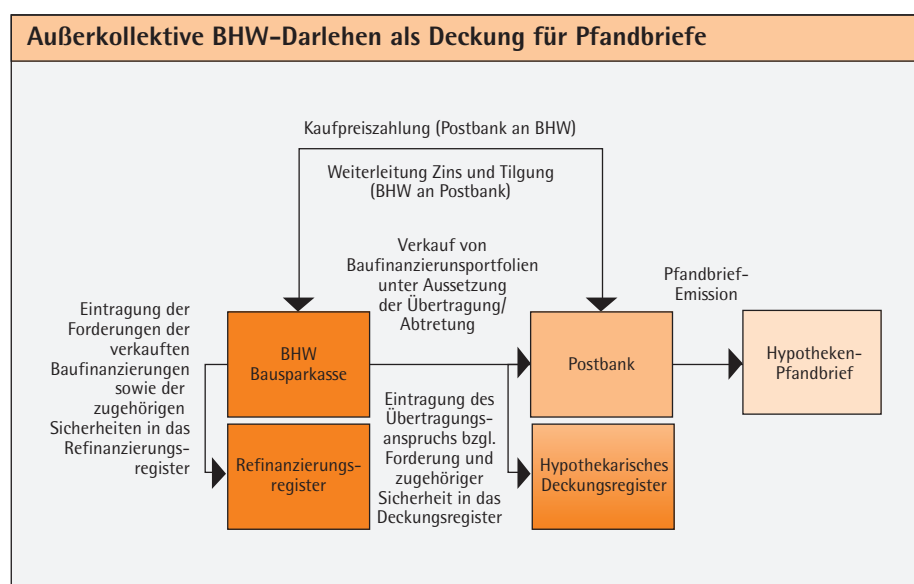 Außerkollektive BHW-Darlehen als Deckung für Pfandbriefe
Kaufpreiszahlung (Postbank an BHW)
Weiterleitung Zins und Tilgung
(BHW an Postbank)
Verkauf von
Baufinanzierunsportfolien
unter Aussetzung
der Übertragung/
Abtretung
Pfandbrief-
Emission
Eintragung der
Forderungen der
verkauften
Baufinanzierungen
sowie der
zugehörigen
Sicherheiten in das
Refinanzierungs-
register
BHW
Bausparkasse
Postbank
Hypotheken-
Pfandbrief
Eintragung des
Übertragungs-
anspruchs bzgl.
Forderung und
zugehöriger
Sicherheit in das
Deckungsregister
Refinanzierungs-
register
Hypothekarisches
Deckungsregister